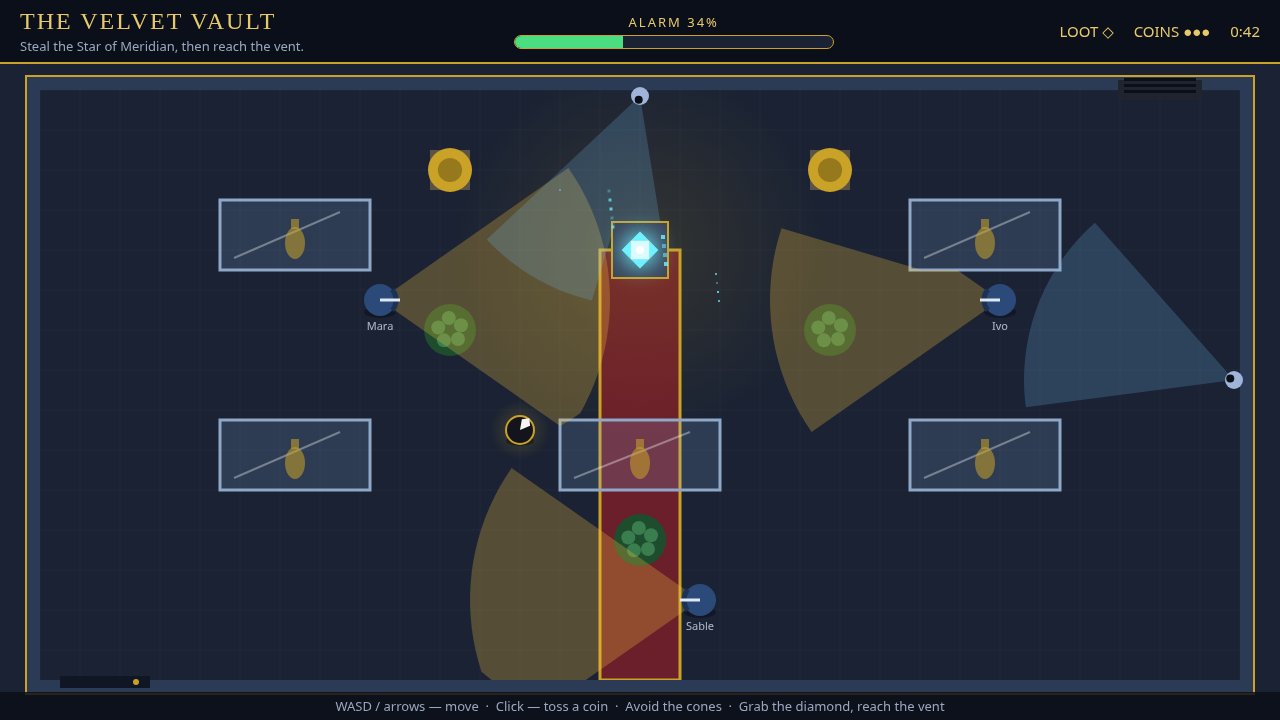 THE VELVET VAULT
Steal the Star of Meridian, then reach the vent.
ALARM 34%
LOOT ◇ COINS ●●● 0:42
Mara
Ivo
Sable
WASD / arrows — move · Click — toss a coin · Avoid the cones · Grab the diamond, reach the vent